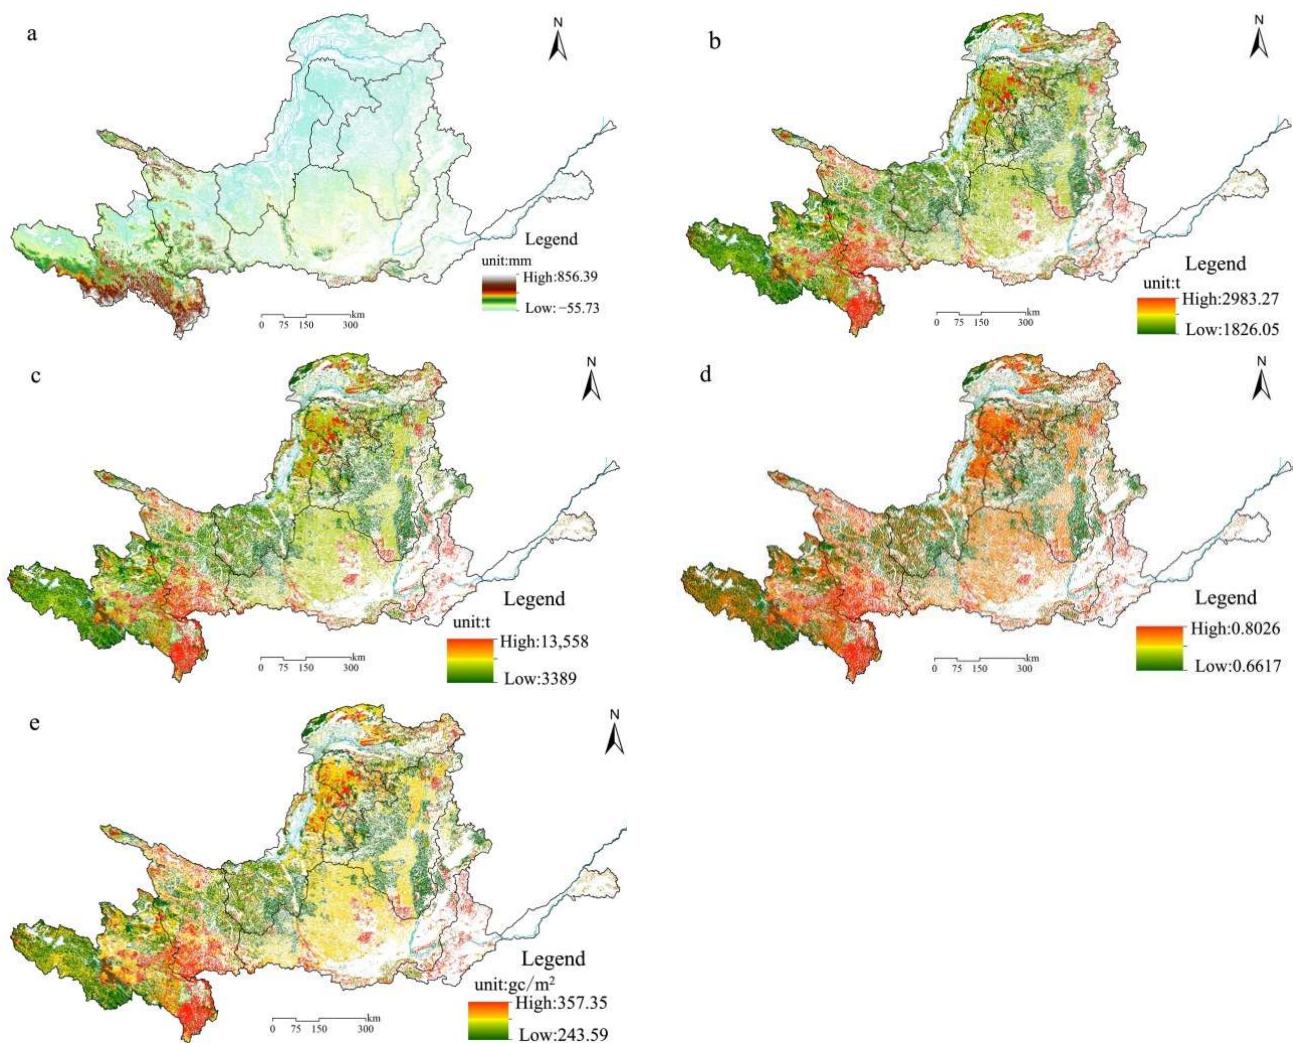 a
N
Legend
unit:mm
High:856.39
Low: −55.73
km
0 75 150 300
b
N
Legend
unit:t
High:2983.27
Low:1826.05
km
0 75 150 300
c
N
Legend
unit:t
High:13,558
Low:3389
km
0 75 150 300
d
N
Legend
High:0.8026
Low:0.6617
km
0 75 150 300
e
N
Legend
unit:gc/m²
High:357.35
Low:243.59
km
0 75 150 300